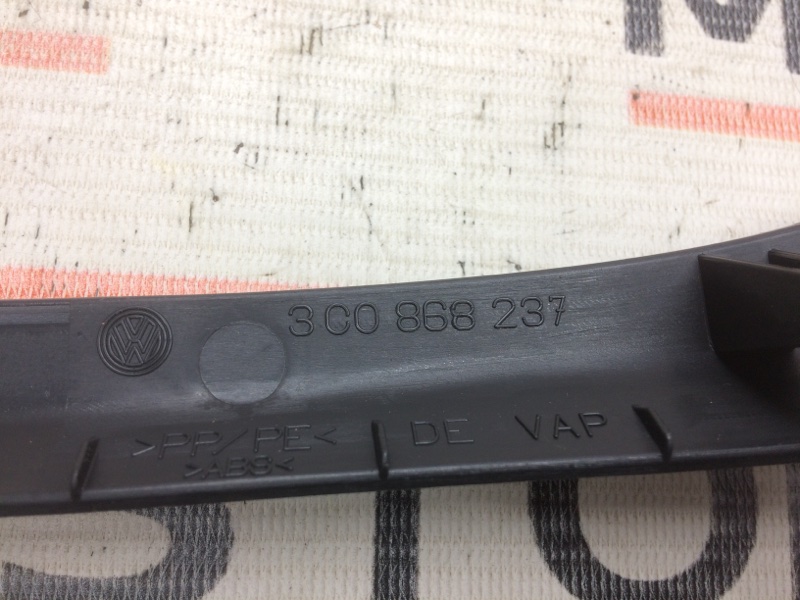 3C0 868 237
>PP/PE< DE VAP
>ABS<